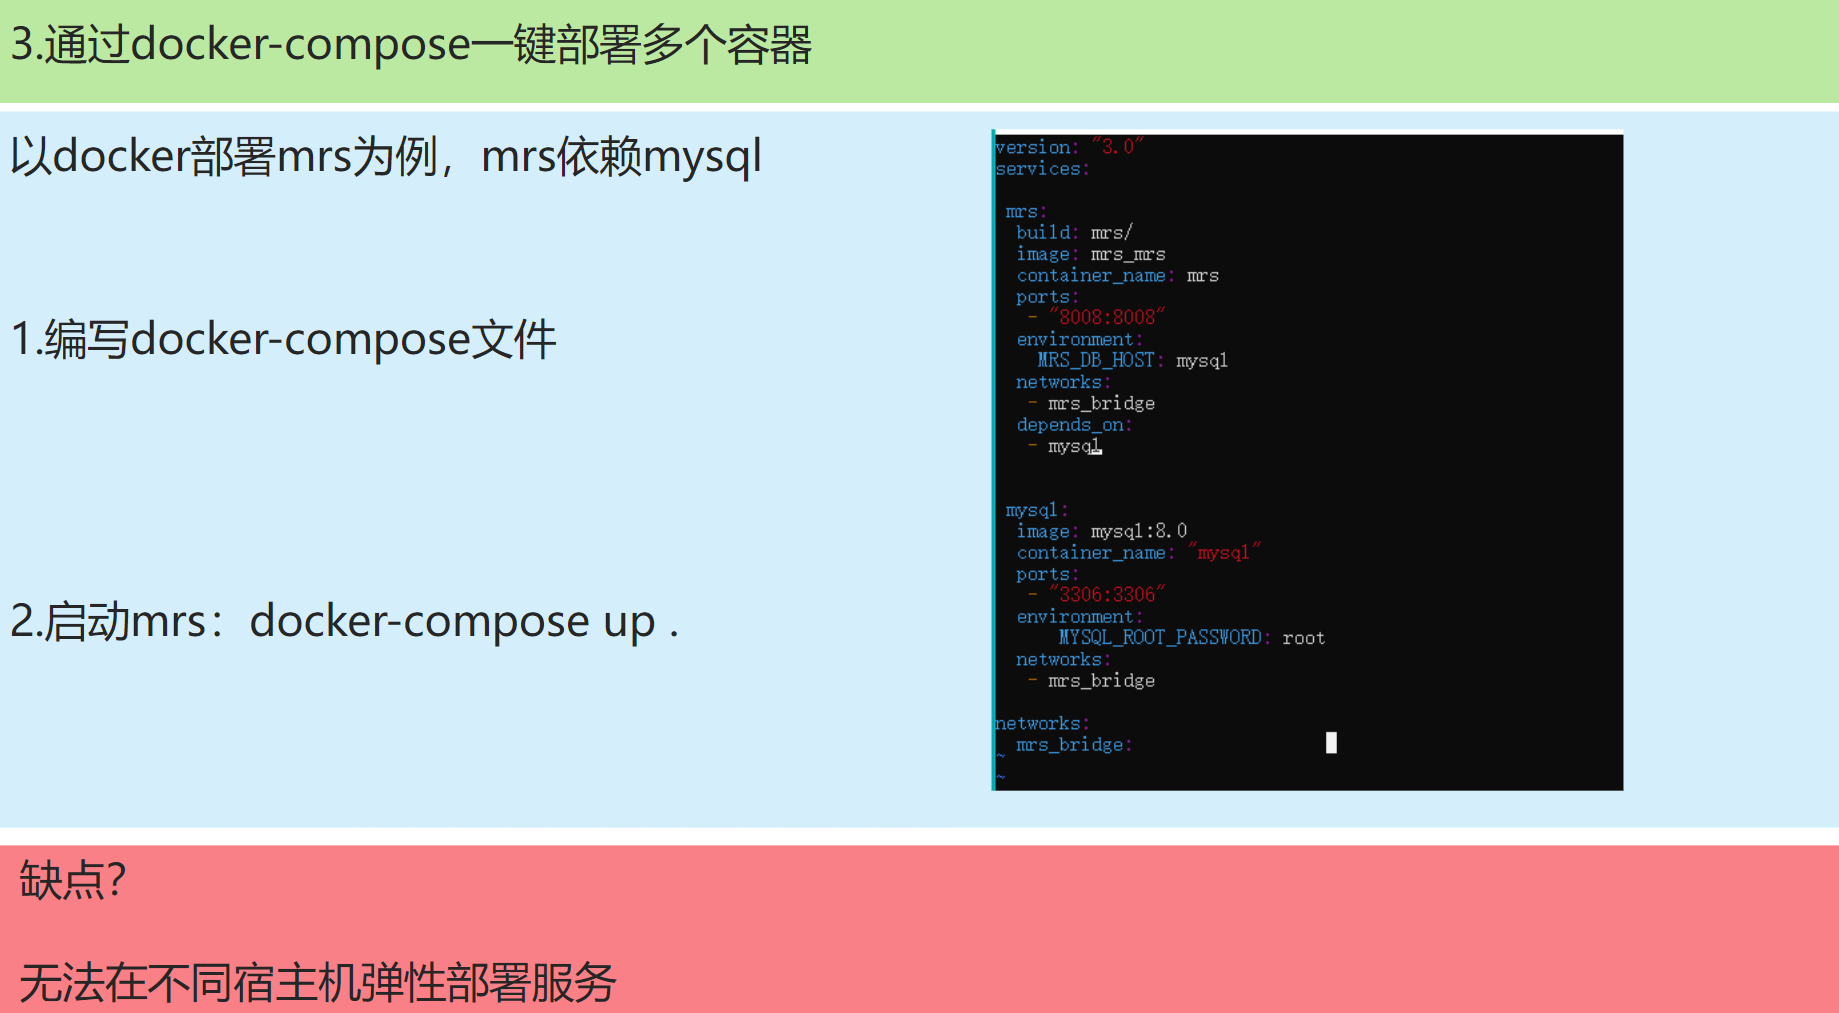 3.通过docker-compose一键部署多个容器
以docker部署mrs为例，mrs依赖mysql
1.编写docker-compose文件
2.启动mrs：docker-compose up .
version: "3.0"
services:
mrs:
build: mrs/
image: mrs_mrs
container_name: mrs
ports:
- "8008:8008"
environment:
MRS_DB_HOST: mysql
networks:
- mrs_bridge
depends_on:
- mysql
mysql:
image: mysql:8.0
container_name: "mysql"
ports:
- "3306:3306"
environment:
MYSQL_ROOT_PASSWORD: root
networks:
- mrs_bridge
networks:
mrs_bridge:
~
~
缺点？
无法在不同宿主机弹性部署服务